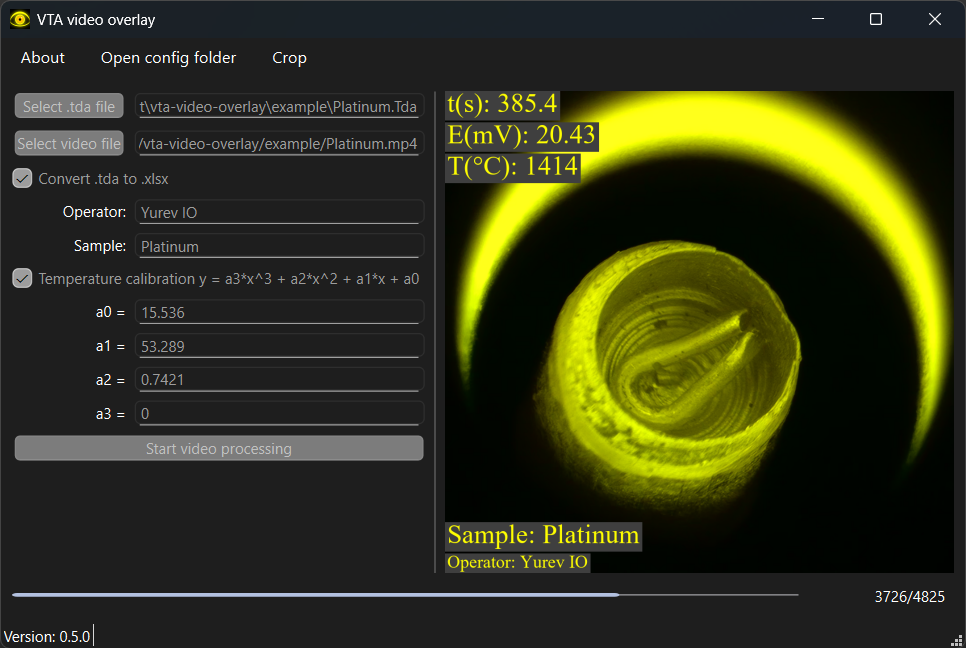 VTA video overlay
About Open config folder Crop
Select .tda file t\vta-video-overlay\example\Platinum.Tda
Select video file /vta-video-overlay/example/Platinum.mp4
Convert .tda to .xlsx
Operator: Yurev IO
Sample: Platinum
Temperature calibration y = a3*x^3 + a2*x^2 + a1*x + a0
a0 = 15.536
a1 = 53.289
a2 = 0.7421
a3 = 0
Start video processing
t(s): 385.4
E(mV): 20.43
T(°C): 1414
Sample: Platinum
Operator: Yurev IO
3726/4825
Version: 0.5.0